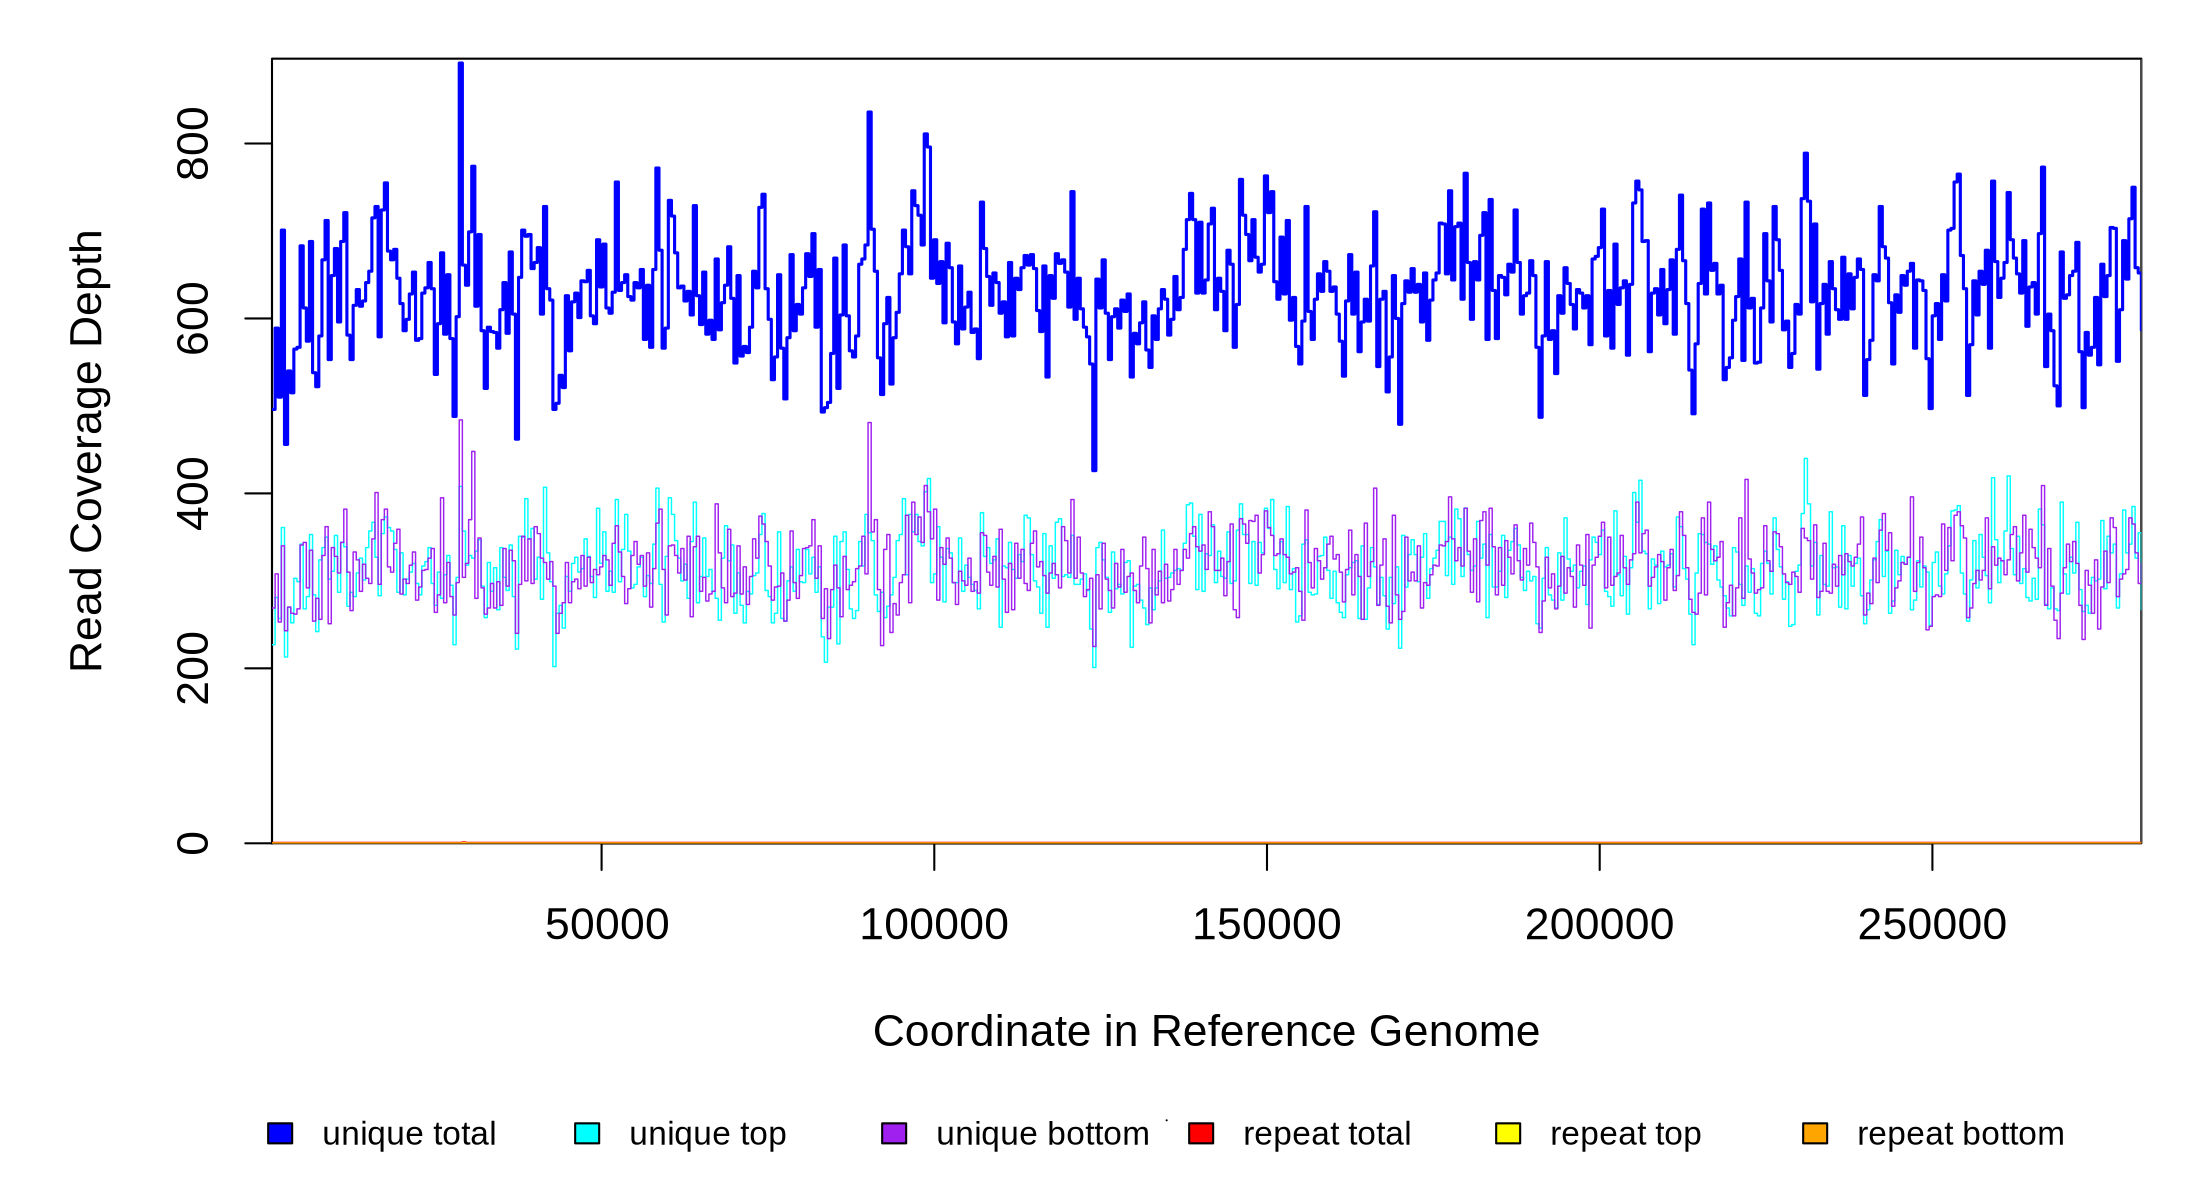 Read Coverage Depth
800
600
400
200
0
50000 100000 150000 200000 250000
Coordinate in Reference Genome
unique total unique top unique bottom repeat total repeat top repeat bottom